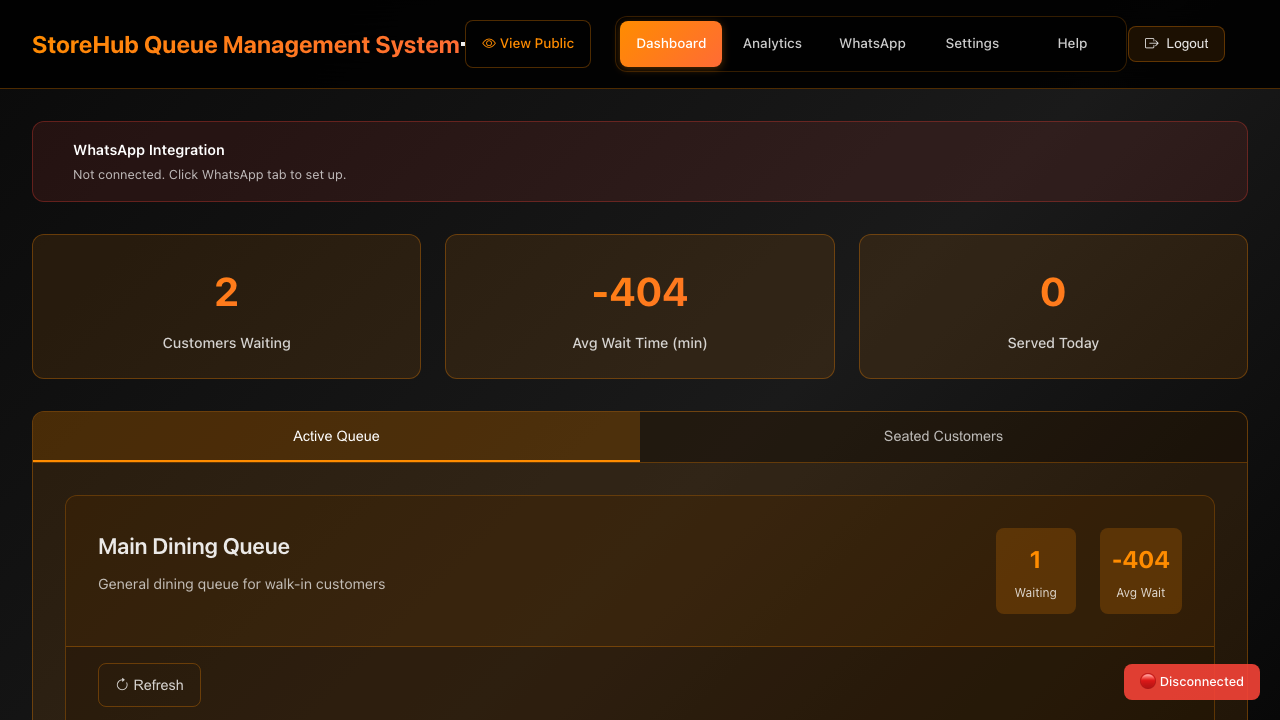 StoreHub Queue Management System
View Public
Dashboard
Analytics
WhatsApp
Settings
Help
Logout
WhatsApp Integration
Not connected. Click WhatsApp tab to set up.
2
Customers Waiting
-404
Avg Wait Time (min)
0
Served Today
Active Queue
Seated Customers
Main Dining Queue
General dining queue for walk-in customers
1
Waiting
-404
Avg Wait
Refresh
Disconnected